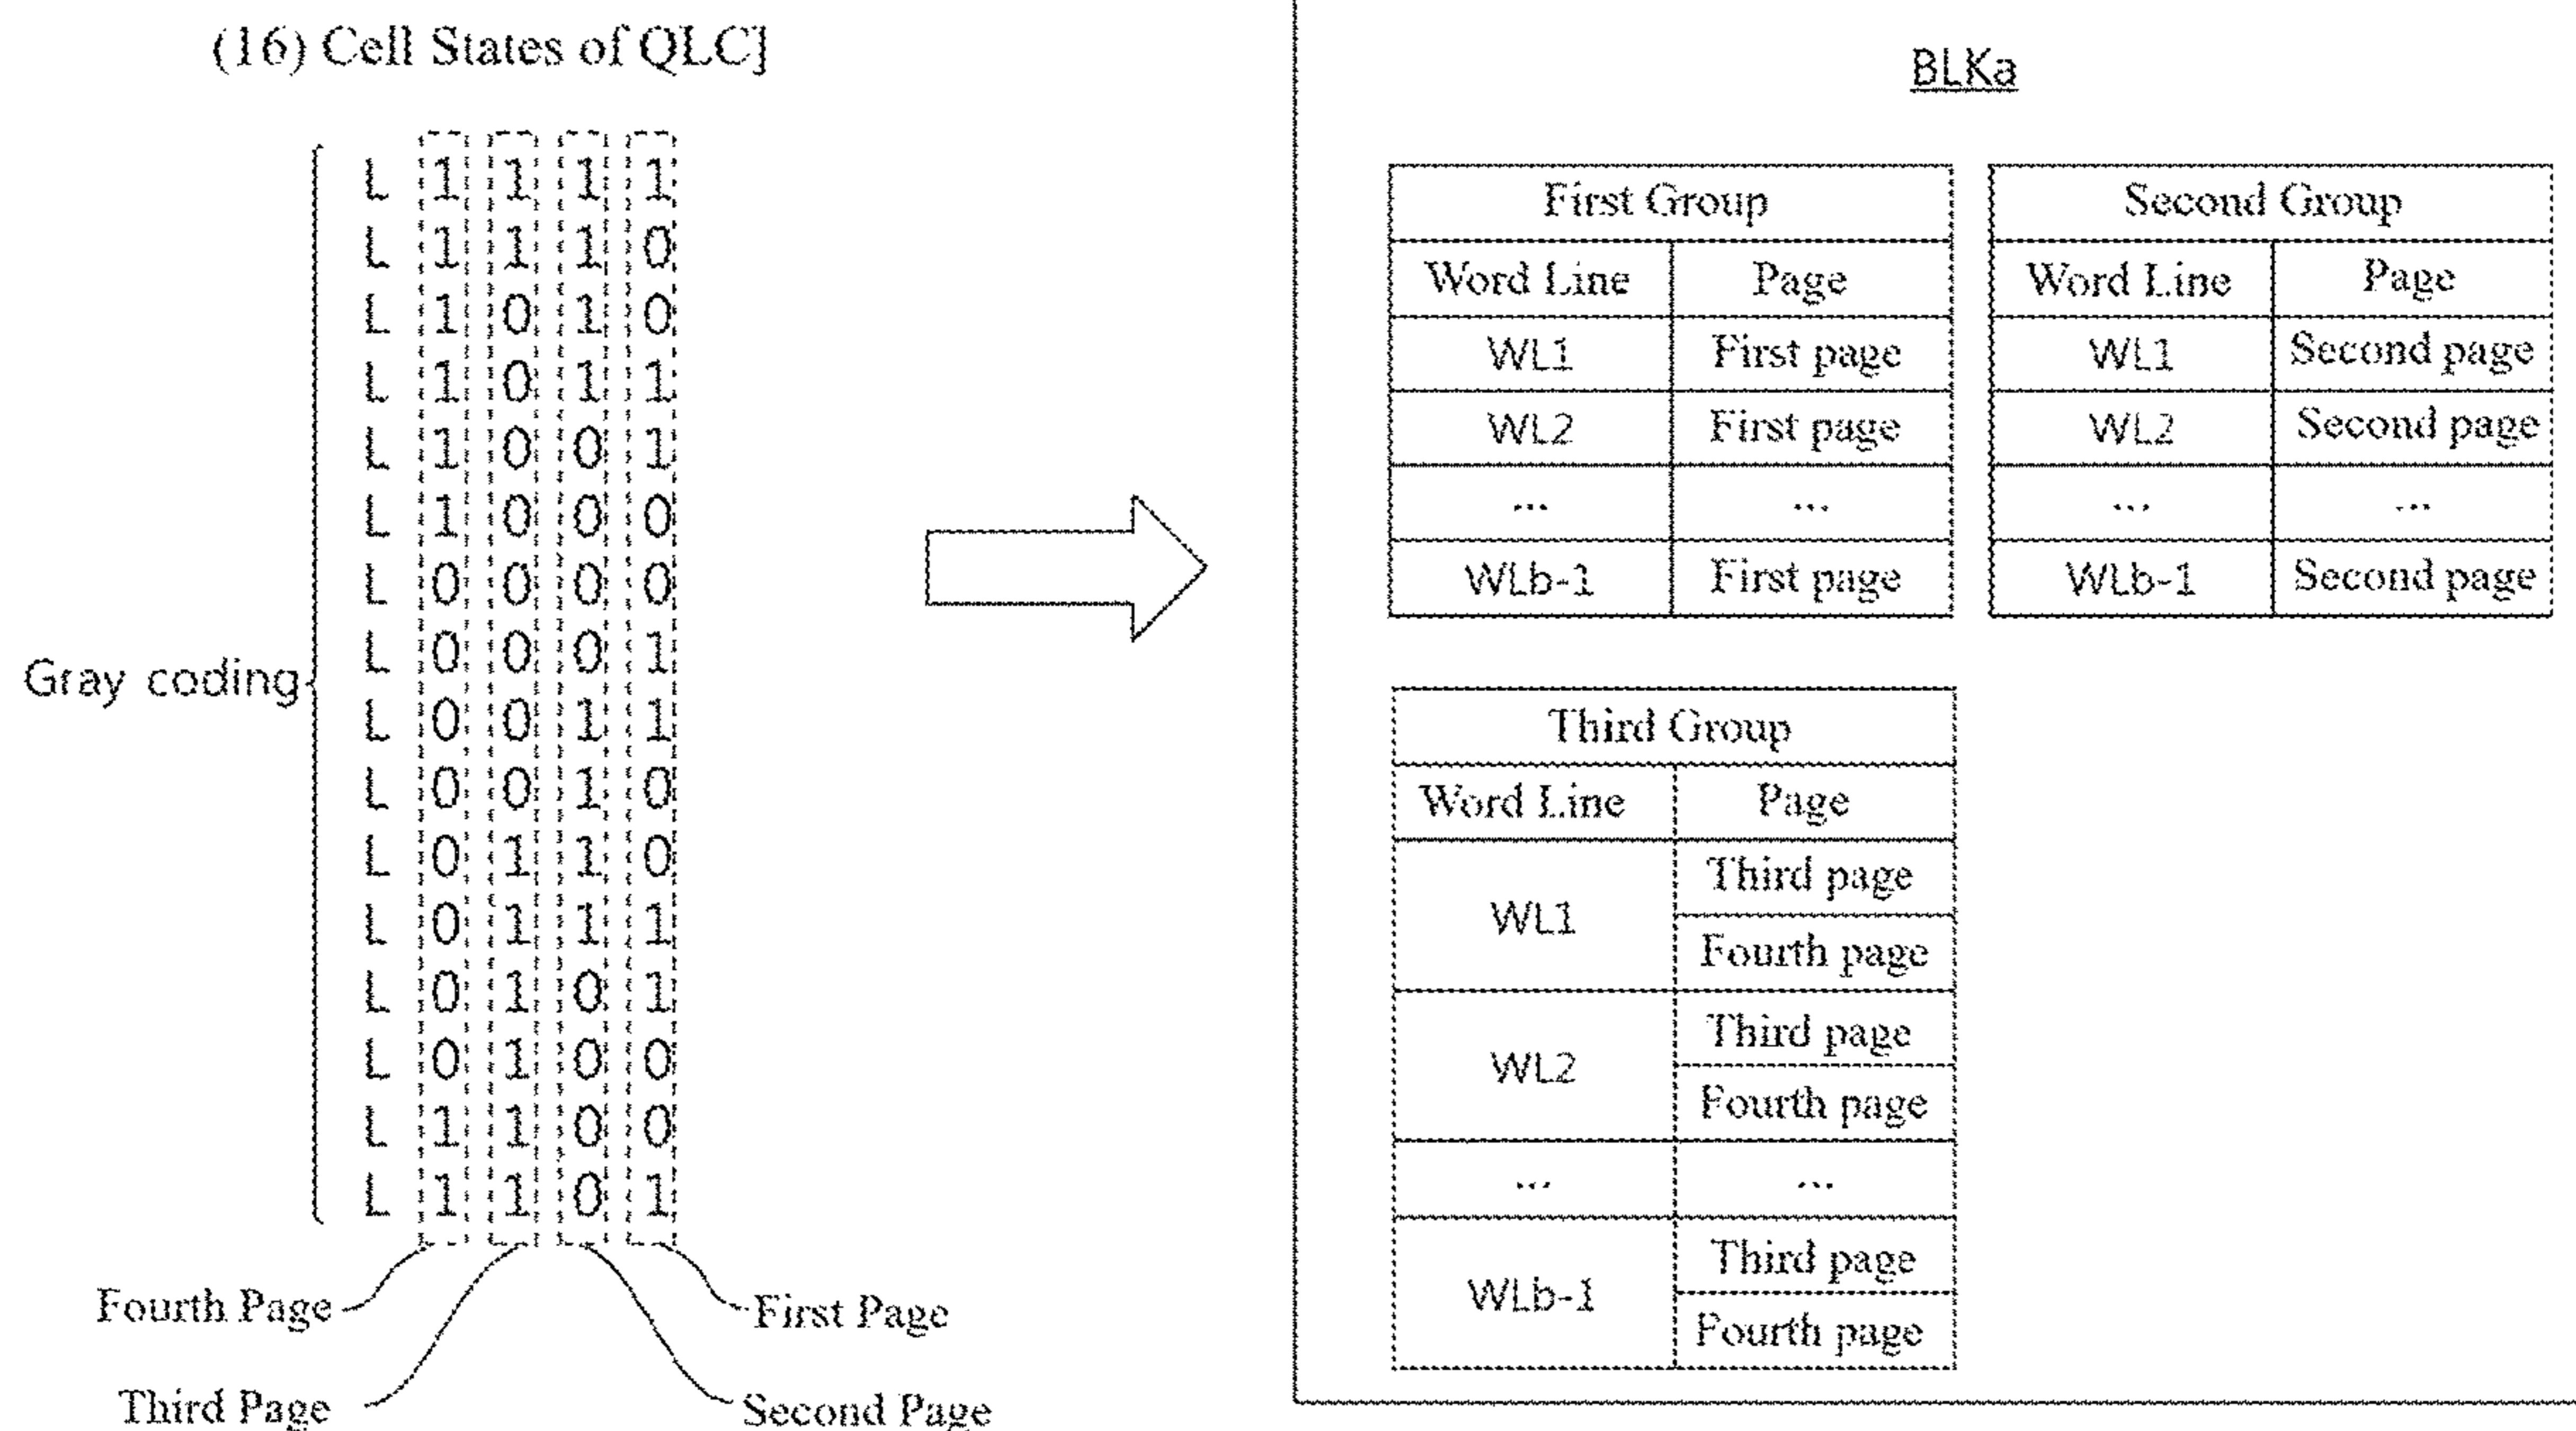 (16) Cell States of QLC]
L 1 1 1 1
L 1 1 1 0
L 1 0 1 0
L 1 0 1 1
L 1 0 0 1
L 1 0 0 0
L 0 0 0 0
L 0 0 0 1
L 0 0 1 1
L 0 0 1 0
L 0 1 1 0
L 0 1 1 1
L 0 1 0 1
L 0 1 0 0
L 1 1 0 0
L 1 1 0 1
Gray coding
Fourth Page
First Page
Third Page
Second Page
BLKa
First Group
Word Line Page
WL1 First page
WL2 First page
... ...
WLb-1 First page
Second Group
Word Line Page
WL1 Second page
WL2 Second page
... ...
WLb-1 Second page
Third Group
Word Line Page
WL1 Third page
Fourth page
WL2 Third page
Fourth page
... ...
WLb-1 Third page
Fourth page